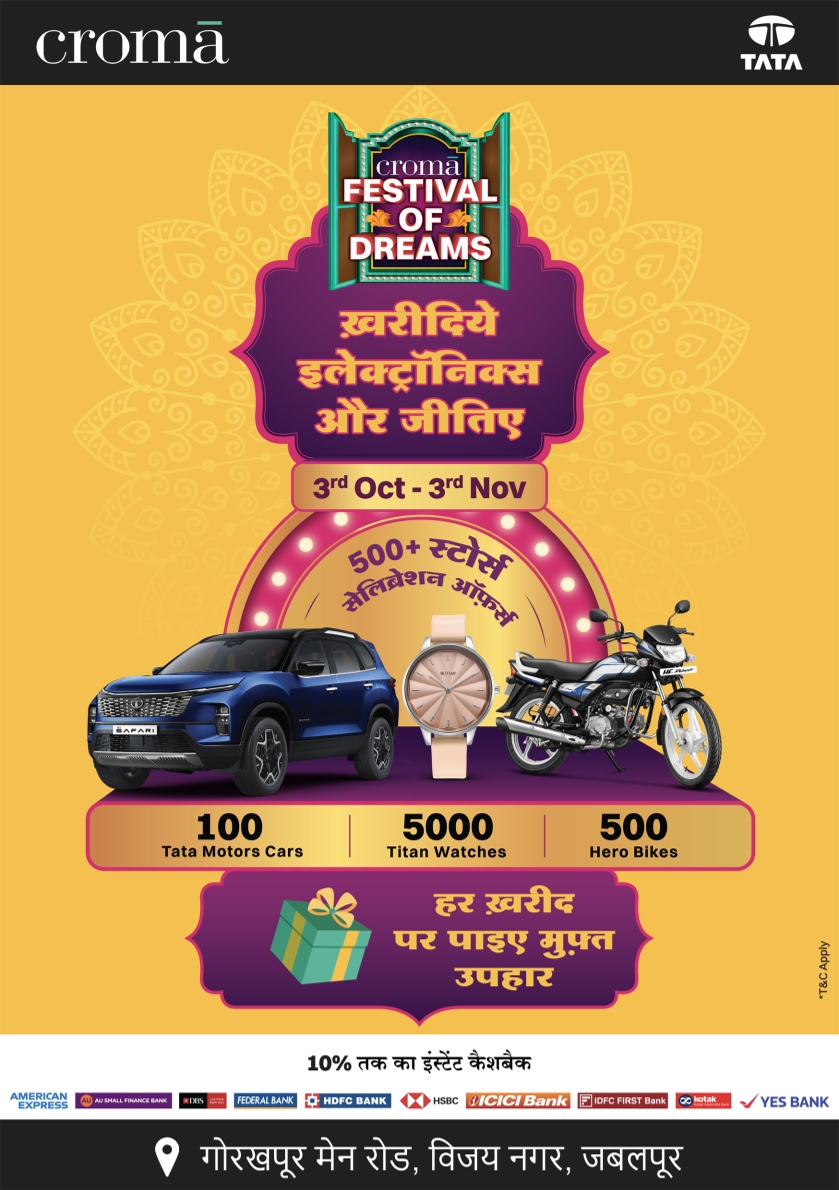 cromā
TATA
cromā
FESTIVAL
OF
DREAMS
ख़रीदिये
इलेक्ट्रॉनिक्स
और जीतिए
3rd Oct - 3rd Nov
500+ स्टोर्स
सेलिब्रेशन ऑफ़र्स
SAFARI
TITAN
100
Tata Motors Cars
5000
Titan Watches
500
Hero Bikes
हर ख़रीद
पर पाइए मुफ़्त
उपहार
*T&C Apply
10% तक का इंस्टेंट कैशबैक
AMERICAN
EXPRESS
AU SMALL FINANCE BANK
DBS
FEDERAL BANK
HDFC BANK
HSBC
ICICI Bank
IDFC FIRST Bank
kotak
YES BANK
गोरखपूर मेन रोड, विजय नगर, जबलपूर